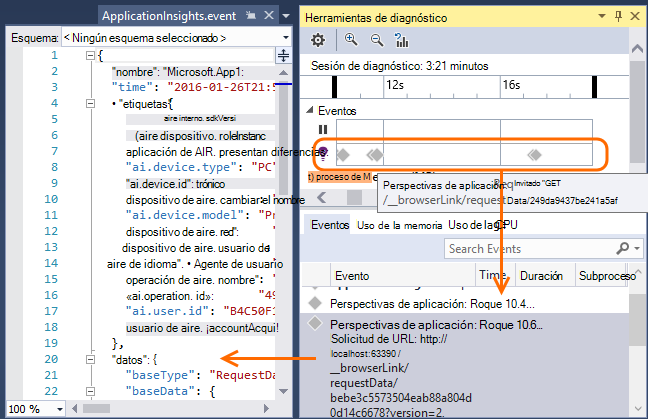 ApplicationInsights.event
Esquema:
< Ningún esquema seleccionado >
1 {
2 "nombre": "Microsoft.App1:
3 "time": "2016-01-26T21:5
4 • "etiquetas{
5 aire interno. sdkVersi
6 (aire dispositivo. roleInstanc
7 aplicación de AIR. presentan diferencias.
8 "ai.device.type": "PC"
9 "ai.device.id": trónico
10 dispositivo de aire. cambiar el nombre
11 "ai.device.model": "Pr
12 dispositivo de aire. red":
13 dispositivo de aire. usuario de
14 aire de idioma". • Agente de usuario
15 operación de aire. nombre":
16 «ai.operation. id»: "49
17 "ai.user.id": "B4C50F1
18 usuario de aire. ¡accountAcqui!
19 },
20 "datos": {
21 "baseType": "RequestDa
22 "baseData": {
100 %
Herramientas de diagnóstico
Sesión de diagnóstico: 3:21 minutos
12s
16s
Eventos
t) proceso de M
Perspectivas de aplicación: Req Invitado "GET
/__browserLink/request Data/249da9437be241a5af
Eventos
Uso de la memoria
Uso de lag CPU
Search Events
Evento
Time
Duración
Subproceso
Perspectivas de aplicación: Roque 10.4...
Perspectivas de aplicación: Roque 10.6...
Solicitud de URL: http://
localhost: 63390 /
__browserLink/
requestData/
bebe3c5573504eab88a804d
0d14c6678?version=2.